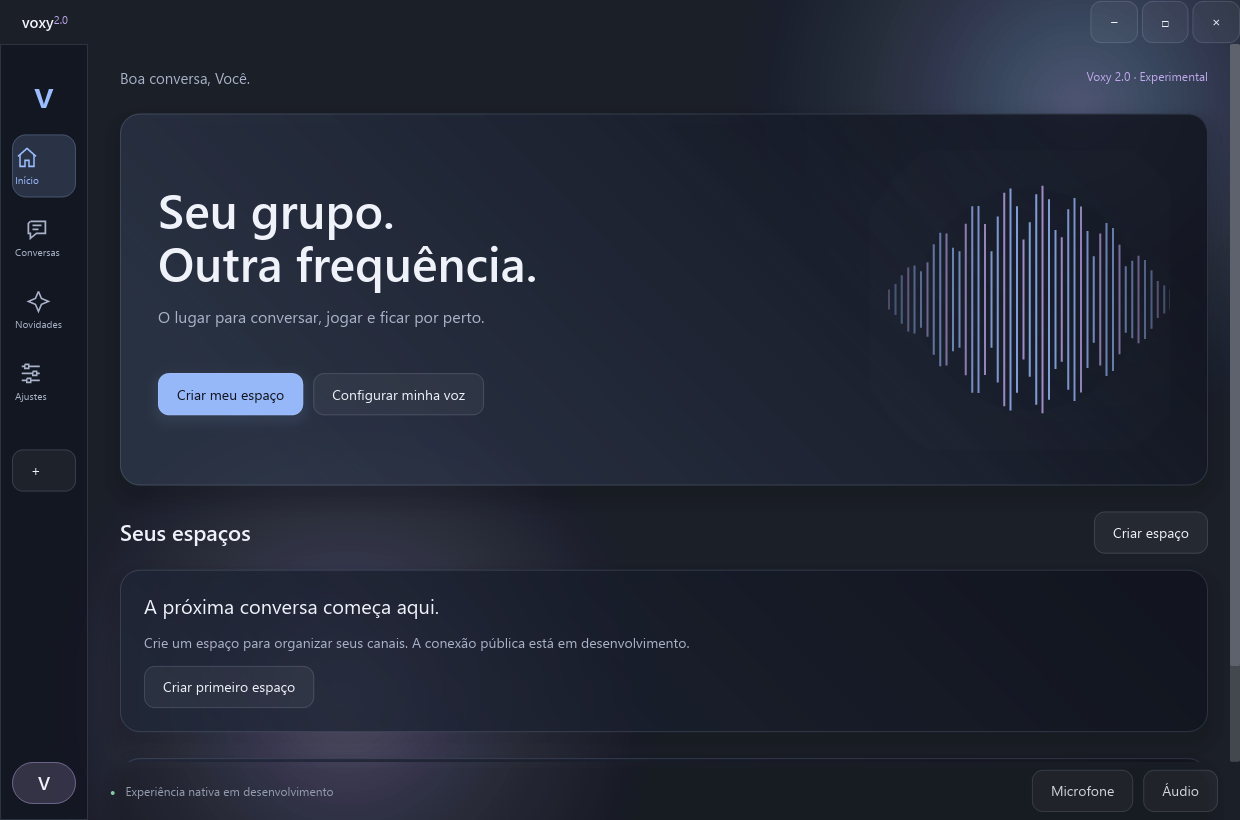 voxy2.0
V
Início
Conversas
Novidades
Ajustes
+
V
Boa conversa, Você.
Voxy 2.0 · Experimental
Seu grupo.
Outra frequência.
O lugar para conversar, jogar e ficar por perto.
Criar meu espaço
Configurar minha voz
Seus espaços
Criar espaço
A próxima conversa começa aqui.
Crie um espaço para organizar seus canais. A conexão pública está em desenvolvimento.
Criar primeiro espaço
Experiência nativa em desenvolvimento
Microfone
Áudio